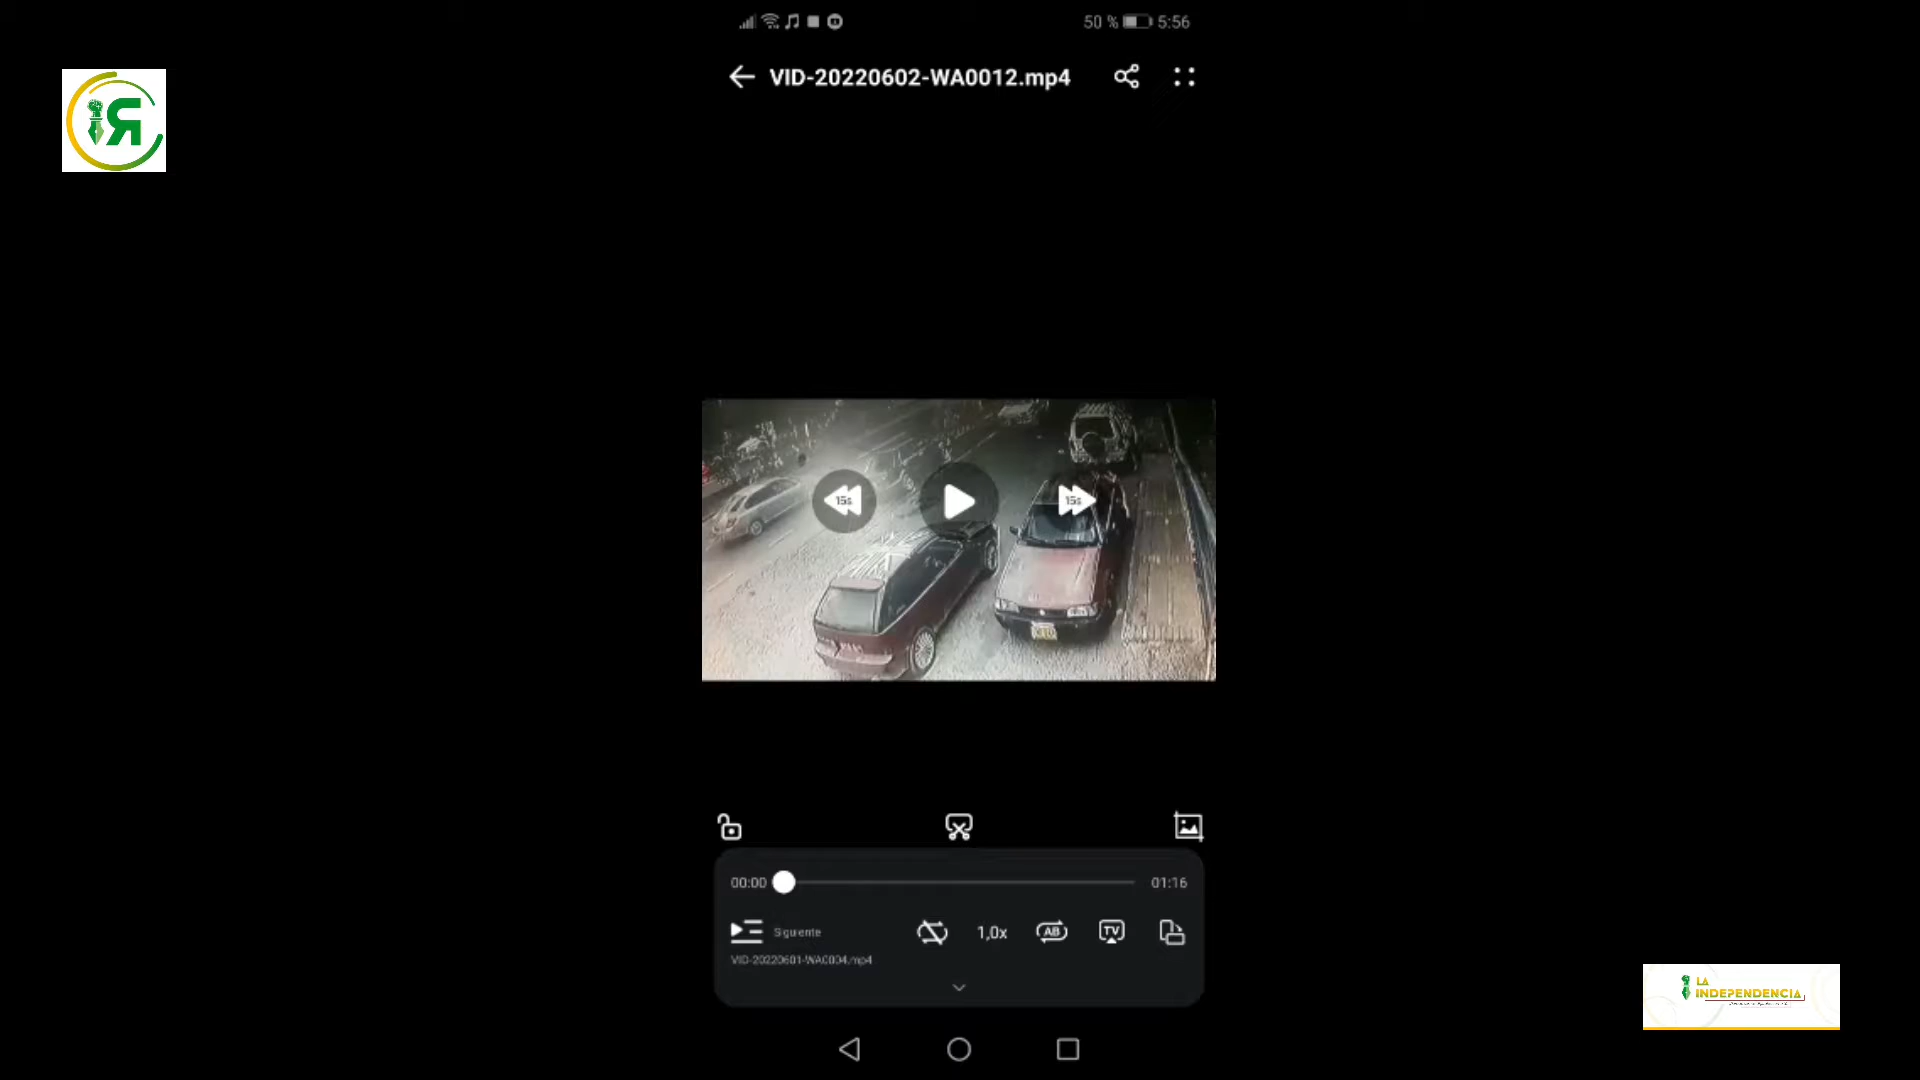 50 % 5:56
VID-20220602-WA0012.mp4
15s
15s
00:00
01:16
Siguiente
1,0x
AB
TV
VID-20220601-WA0004.mp4
LA
INDEPENDENCIA